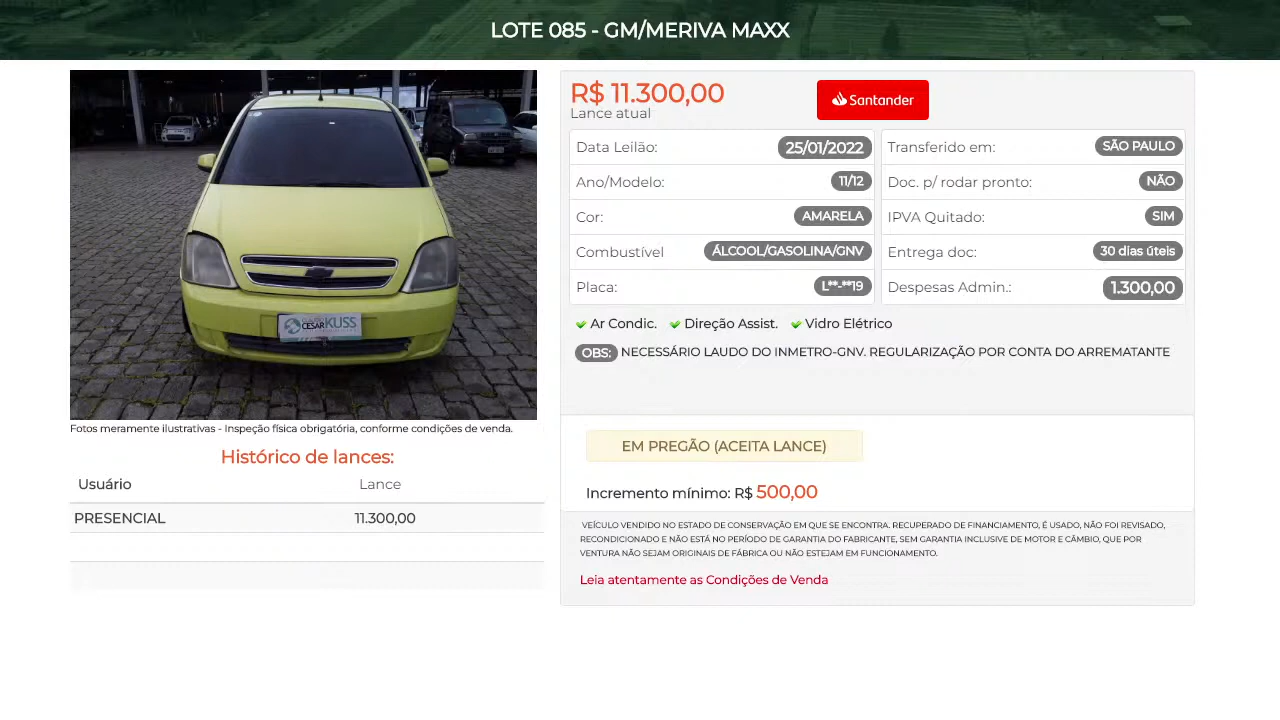 LOTE 085 - GM/MERIVA MAXX
CESAR KUSS
Fotos meramente ilustrativas - Inspeção física obrigatória, conforme condições de venda.
Histórico de lances:
Usuário Lance
PRESENCIAL 11.300,00
R$ 11.300,00
Lance atual
Santander
Data Leilão: 25/01/2022
Ano/Modelo: 11/12
Cor: AMARELA
Combustível ÁLCOOL/GASOLINA/GNV
Placa: L**-**19
Transferido em: SÃO PAULO
Doc. p/ rodar pronto: NÃO
IPVA Quitado: SIM
Entrega doc: 30 dias úteis
Despesas Admin.: 1.300,00
Ar Condic. Direção Assist. Vidro Elétrico
OBS: NECESSÁRIO LAUDO DO INMETRO-GNV. REGULARIZAÇÃO POR CONTA DO ARREMATANTE
EM PREGÃO (ACEITA LANCE)
Incremento mínimo: R$ 500,00
VEÍCULO VENDIDO NO ESTADO DE CONSERVAÇÃO EM QUE SE ENCONTRA. RECUPERADO DE FINANCIAMENTO, É USADO, NÃO FOI REVISADO,
RECONDICIONADO E NÃO ESTÁ NO PERÍODO DE GARANTIA DO FABRICANTE, SEM GARANTIA INCLUSIVE DE MOTOR E CÂMBIO, QUE POR
VENTURA NÃO SEJAM ORIGINAIS DE FÁBRICA OU NÃO ESTEJAM EM FUNCIONAMENTO.
Leia atentamente as Condições de Venda